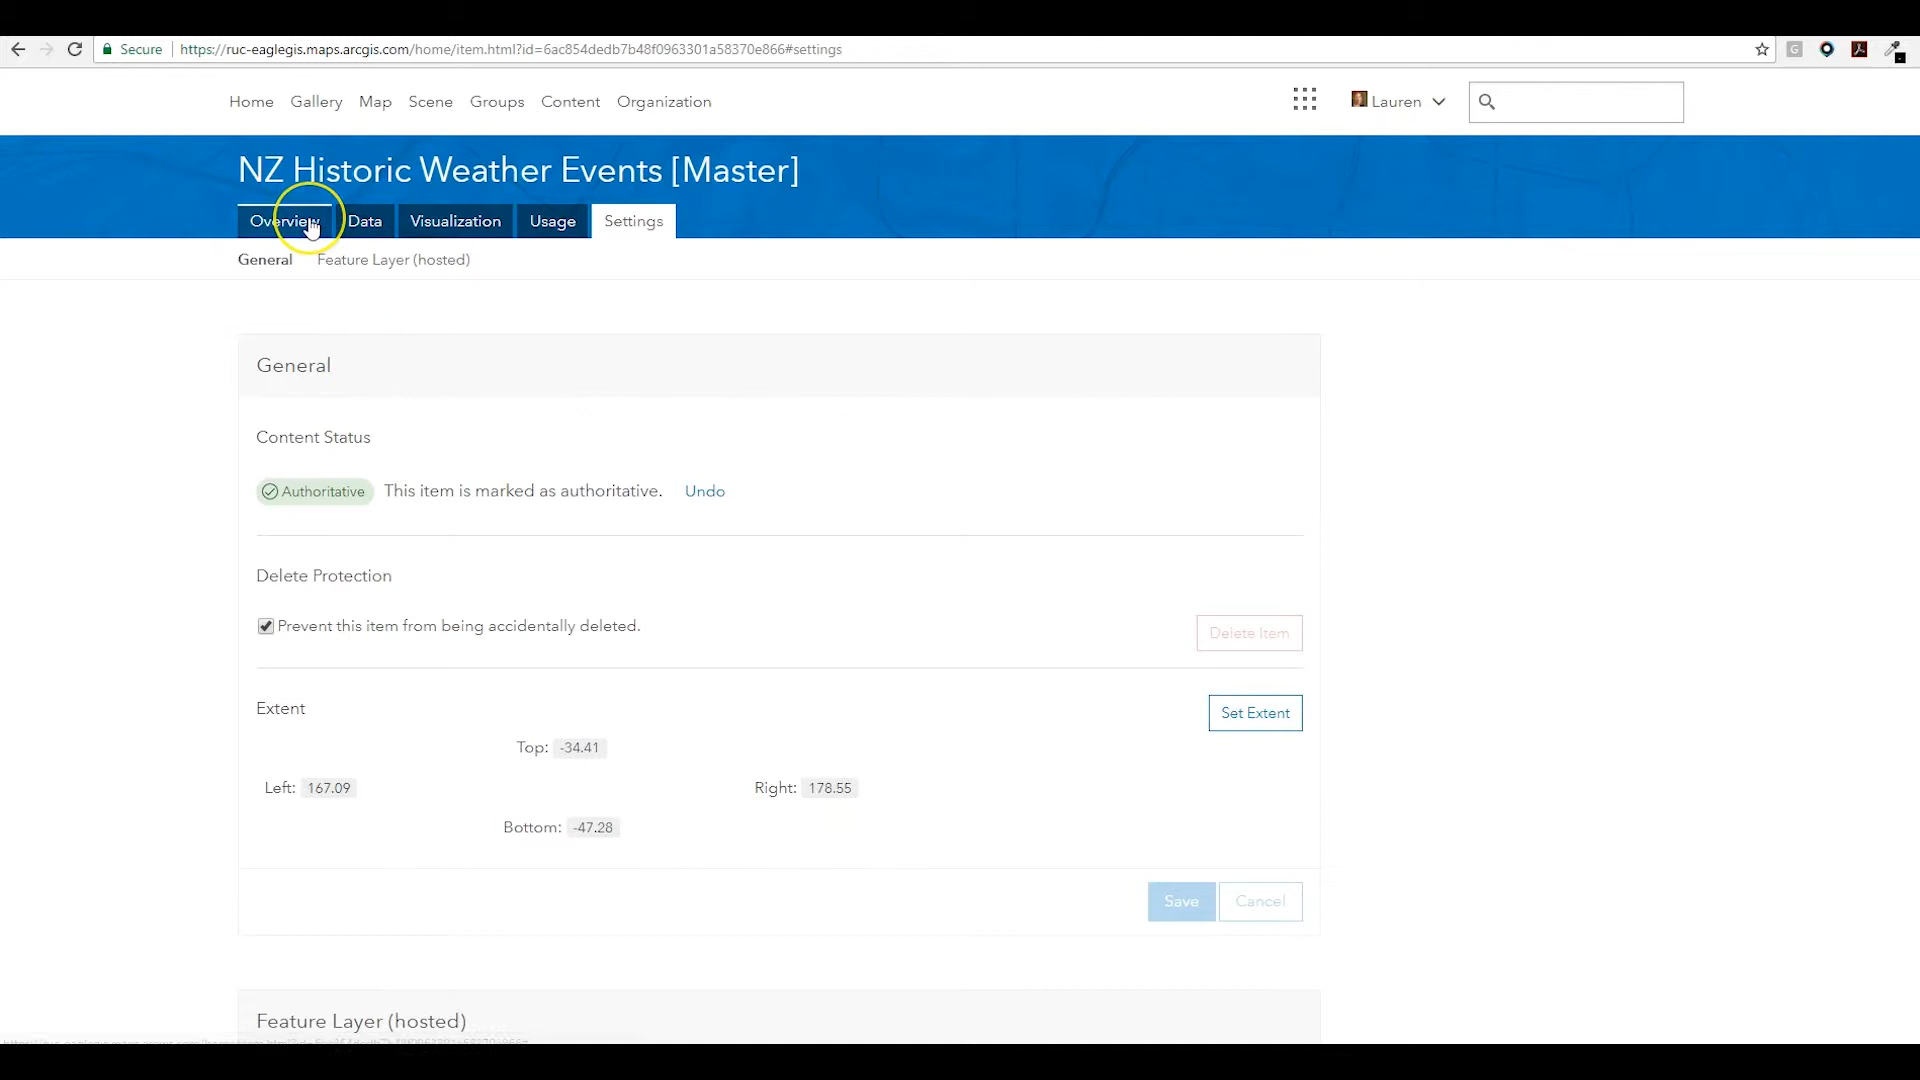 Secure https://ruc-eaglegis.maps.arcgis.com/home/item.html?id=6ac854dedb7b48f0963301a58370e866#settings
Home Gallery Map Scene Groups Content Organization Lauren
NZ Historic Weather Events [Master]
Overview Data Visualization Usage Settings
General Feature Layer (hosted)
General
Content Status
Authoritative This item is marked as authoritative. Undo
Delete Protection
Prevent this item from being accidentally deleted. Delete Item
Extent Set Extent
Top: -34.41
Left: 167.09 Right: 178.55
Bottom: -47.28
Save Cancel
Feature Layer (hosted)